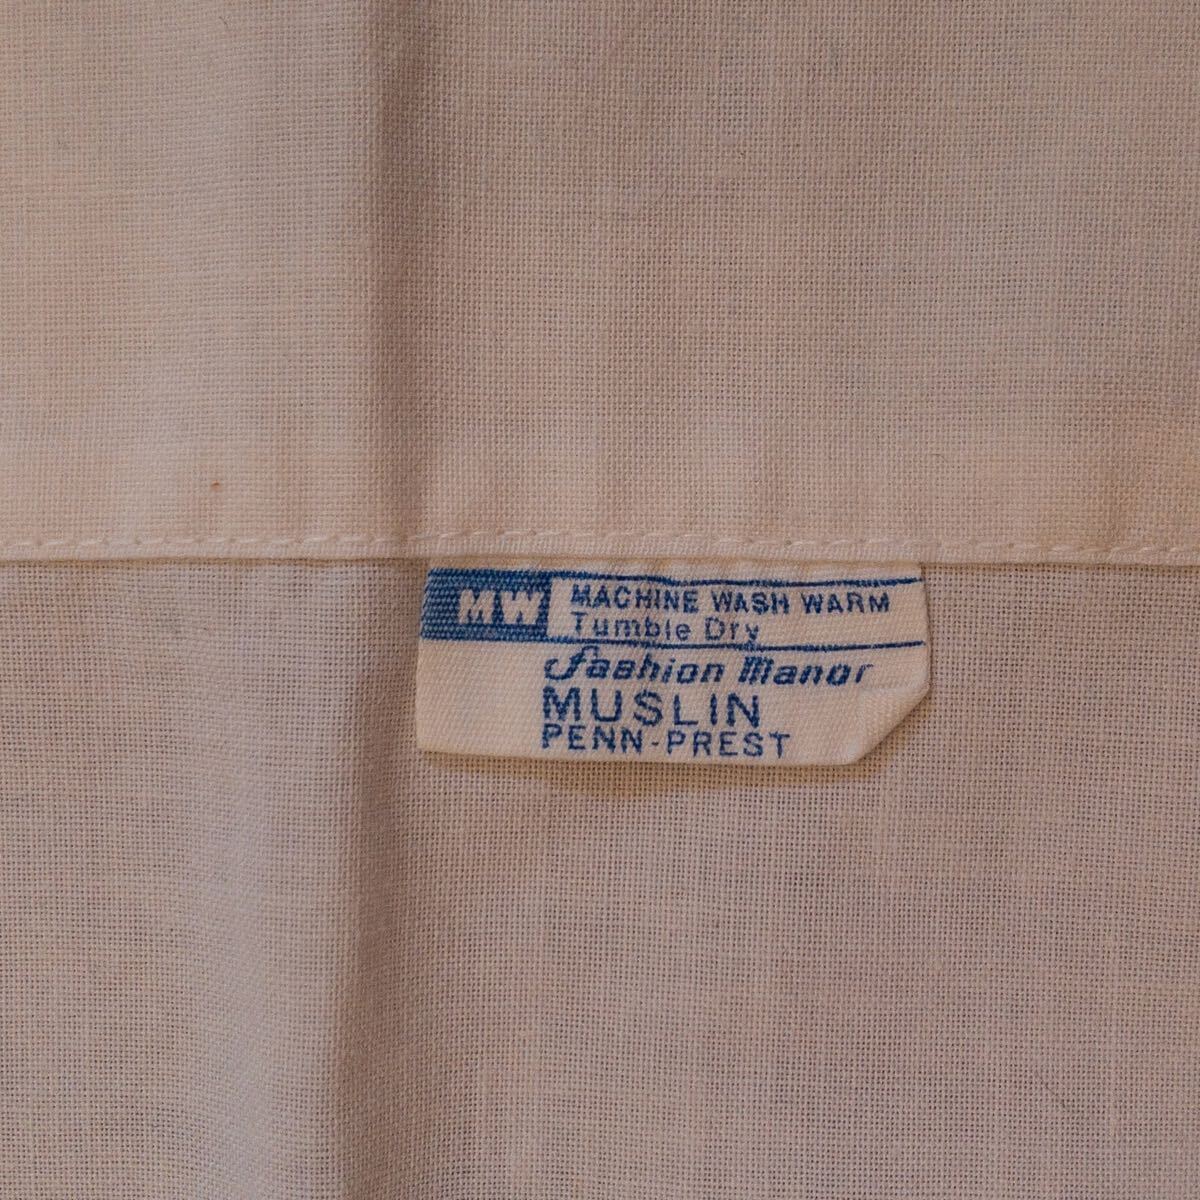 MW MACHINE WASH WARM
Tumble Dry
Fashion Manor
MUSLIN
PENN-PREST